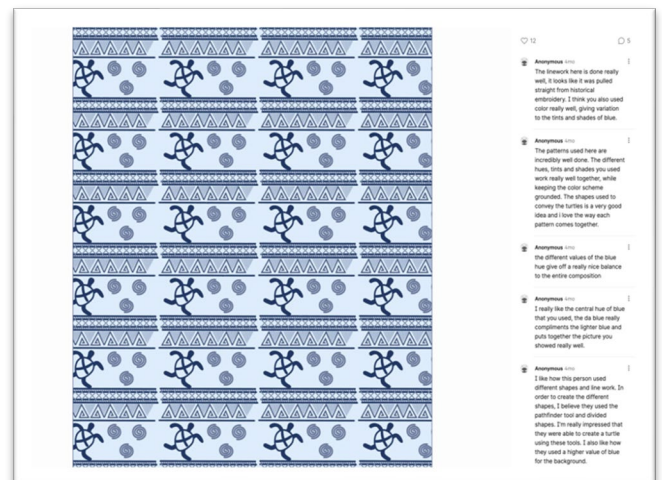 12 5
Anonymous 4mo
The linework here is done really
well, it looks like it was pulled
straight from historical
embordery. I think you also used
color really well, giving variation
to the tints and shades of blue.
Anonymous 4mo
The patterns used here are
incredibly well done. The different
hues, tints and shades you used
work really well together, while
keeping the color scheme
grounded. The shapes used to
convey the turtles is a very good
idea and i love the way each
pattern comes together.
Anonymous 4mo
the different values of the blue
hue give off a really nice balance
to the entire composition
Anonymous 4mo
I really like the central hue of blue
that you used, the da blue really
compliments the lighter blue and
puts together the picture you
showed really well.
Anonymous 4mo
I like how this person used
different shapes and line work. In
order to create the different
shapes, I believe they used the
pathfinder tool and divided
shapes. I'm really impressed that
they were able to create a turtle
using these tools. I also like how
they used a higher value of blue
for the background.